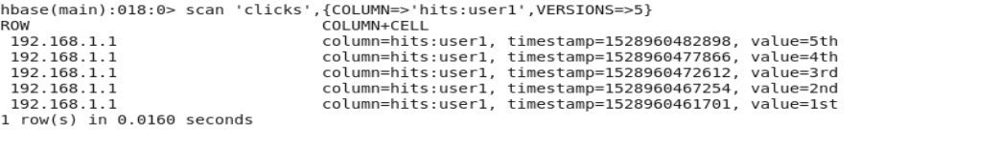 hbase(main):018:0> scan 'clicks',{COLUMN=>'hits:user1',VERSIONS=>5}
ROW COLUMN+CELL
192.168.1.1 column=hits:user1, timestamp=1528960482898, value=5th
192.168.1.1 column=hits:user1, timestamp=1528960477866, value=4th
192.168.1.1 column=hits:user1, timestamp=1528960472612, value=3rd
192.168.1.1 column=hits:user1, timestamp=1528960467254, value=2nd
192.168.1.1 column=hits:user1, timestamp=1528960461701, value=1st
1 row(s) in 0.0160 seconds